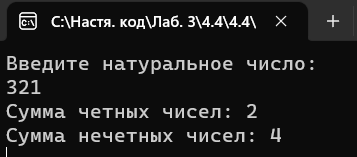 C:\Настя. код\Лаб. 3\4.4\4.4\
Введите натуральное число:
321
Сумма четных чисел: 2
Сумма нечетных чисел: 4